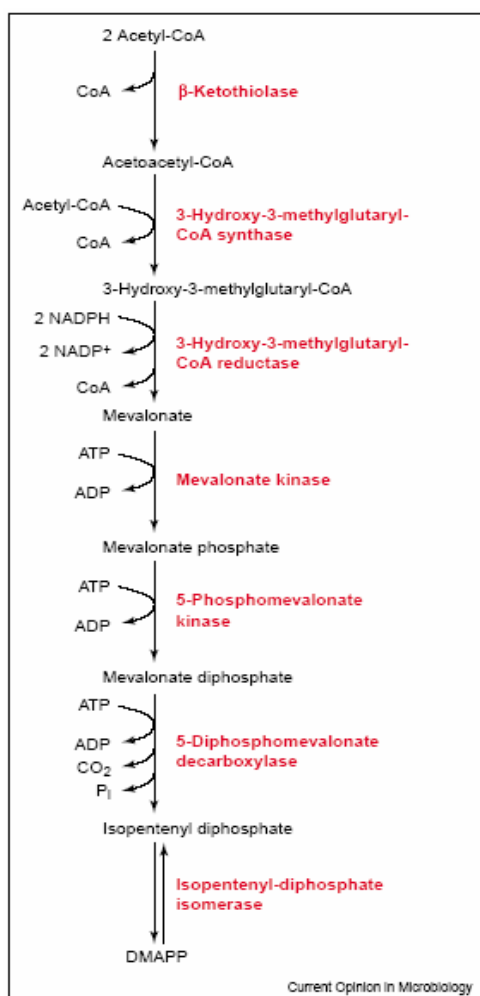 2 Acetyl-CoA
CoA
β-Ketothiolase
Acetoacetyl-CoA
Acetyl-CoA
CoA
3-Hydroxy-3-methylglutaryl-
CoA synthase
3-Hydroxy-3-methylglutaryl-CoA
2 NADPH
2 NADP+
CoA
3-Hydroxy-3-methylglutaryl-
CoA reductase
Mevalonate
ATP
ADP
Mevalonate kinase
Mevalonate phosphate
ATP
ADP
5-Phosphomevalonate
kinase
Mevalonate diphosphate
ATP
ADP
CO₂
Pᵢ
5-Diphosphomevalonate
decarboxylase
Isopentenyl diphosphate
Isopentenyl-diphosphate
isomerase
DMAPP
Current Opinion in Microbiology